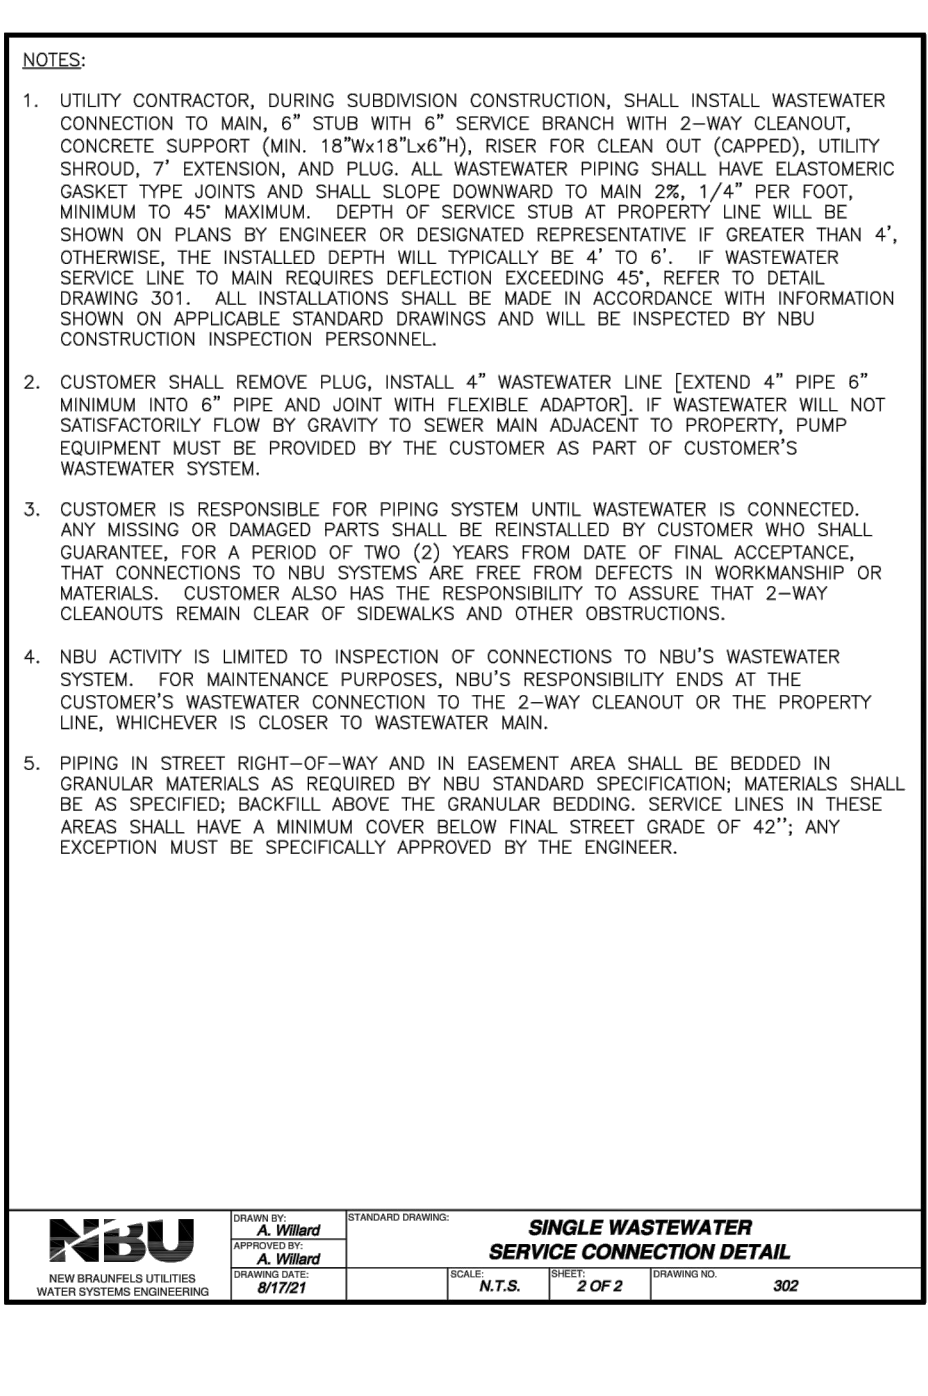 NOTES:
1. UTILITY CONTRACTOR, DURING SUBDIVISION CONSTRUCTION, SHALL INSTALL WASTEWATER
CONNECTION TO MAIN, 6" STUB WITH 6" SERVICE BRANCH WITH 2-WAY CLEANOUT,
CONCRETE SUPPORT (MIN. 18"Wx18"Lx6"H), RISER FOR CLEAN OUT (CAPPED), UTILITY
SHROUD, 7' EXTENSION, AND PLUG. ALL WASTEWATER PIPING SHALL HAVE ELASTOMERIC
GASKET TYPE JOINTS AND SHALL SLOPE DOWNWARD TO MAIN 2%, 1/4" PER FOOT,
MINIMUM TO 45° MAXIMUM. DEPTH OF SERVICE STUB AT PROPERTY LINE WILL BE
SHOWN ON PLANS BY ENGINEER OR DESIGNATED REPRESENTATIVE IF GREATER THAN 4',
OTHERWISE, THE INSTALLED DEPTH WILL TYPICALLY BE 4' TO 6'. IF WASTEWATER
SERVICE LINE TO MAIN REQUIRES DEFLECTION EXCEEDING 45°, REFER TO DETAIL
DRAWING 301. ALL INSTALLATIONS SHALL BE MADE IN ACCORDANCE WITH INFORMATION
SHOWN ON APPLICABLE STANDARD DRAWINGS AND WILL BE INSPECTED BY NBU
CONSTRUCTION INSPECTION PERSONNEL.
2. CUSTOMER SHALL REMOVE PLUG, INSTALL 4" WASTEWATER LINE [EXTEND 4" PIPE 6"
MINIMUM INTO 6" PIPE AND JOINT WITH FLEXIBLE ADAPTOR]. IF WASTEWATER WILL NOT
SATISFACTORILY FLOW BY GRAVITY TO SEWER MAIN ADJACENT TO PROPERTY, PUMP
EQUIPMENT MUST BE PROVIDED BY THE CUSTOMER AS PART OF CUSTOMER'S
WASTEWATER SYSTEM.
3. CUSTOMER IS RESPONSIBLE FOR PIPING SYSTEM UNTIL WASTEWATER IS CONNECTED.
ANY MISSING OR DAMAGED PARTS SHALL BE REINSTALLED BY CUSTOMER WHO SHALL
GUARANTEE, FOR A PERIOD OF TWO (2) YEARS FROM DATE OF FINAL ACCEPTANCE,
THAT CONNECTIONS TO NBU SYSTEMS ARE FREE FROM DEFECTS IN WORKMANSHIP OR
MATERIALS. CUSTOMER ALSO HAS THE RESPONSIBILITY TO ASSURE THAT 2-WAY
CLEANOUTS REMAIN CLEAR OF SIDEWALKS AND OTHER OBSTRUCTIONS.
4. NBU ACTIVITY IS LIMITED TO INSPECTION OF CONNECTIONS TO NBU'S WASTEWATER
SYSTEM. FOR MAINTENANCE PURPOSES, NBU'S RESPONSIBILITY ENDS AT THE
CUSTOMER'S WASTEWATER CONNECTION TO THE 2-WAY CLEANOUT OR THE PROPERTY
LINE, WHICHEVER IS CLOSER TO WASTEWATER MAIN.
5. PIPING IN STREET RIGHT-OF-WAY AND IN EASEMENT AREA SHALL BE BEDDED IN
GRANULAR MATERIALS AS REQUIRED BY NBU STANDARD SPECIFICATION; MATERIALS SHALL
BE AS SPECIFIED; BACKFILL ABOVE THE GRANULAR BEDDING. SERVICE LINES IN THESE
AREAS SHALL HAVE A MINIMUM COVER BELOW FINAL STREET GRADE OF 42''; ANY
EXCEPTION MUST BE SPECIFICALLY APPROVED BY THE ENGINEER.
NBU
NEW BRAUNFELS UTILITIES
WATER SYSTEMS ENGINEERING
DRAWN BY:
A. Willard
APPROVED BY:
A. Willard
DRAWING DATE:
8/17/21
STANDARD DRAWING:
SINGLE WASTEWATER
SERVICE CONNECTION DETAIL
SCALE:
N.T.S.
SHEET:
2 OF 2
DRAWING NO.
302